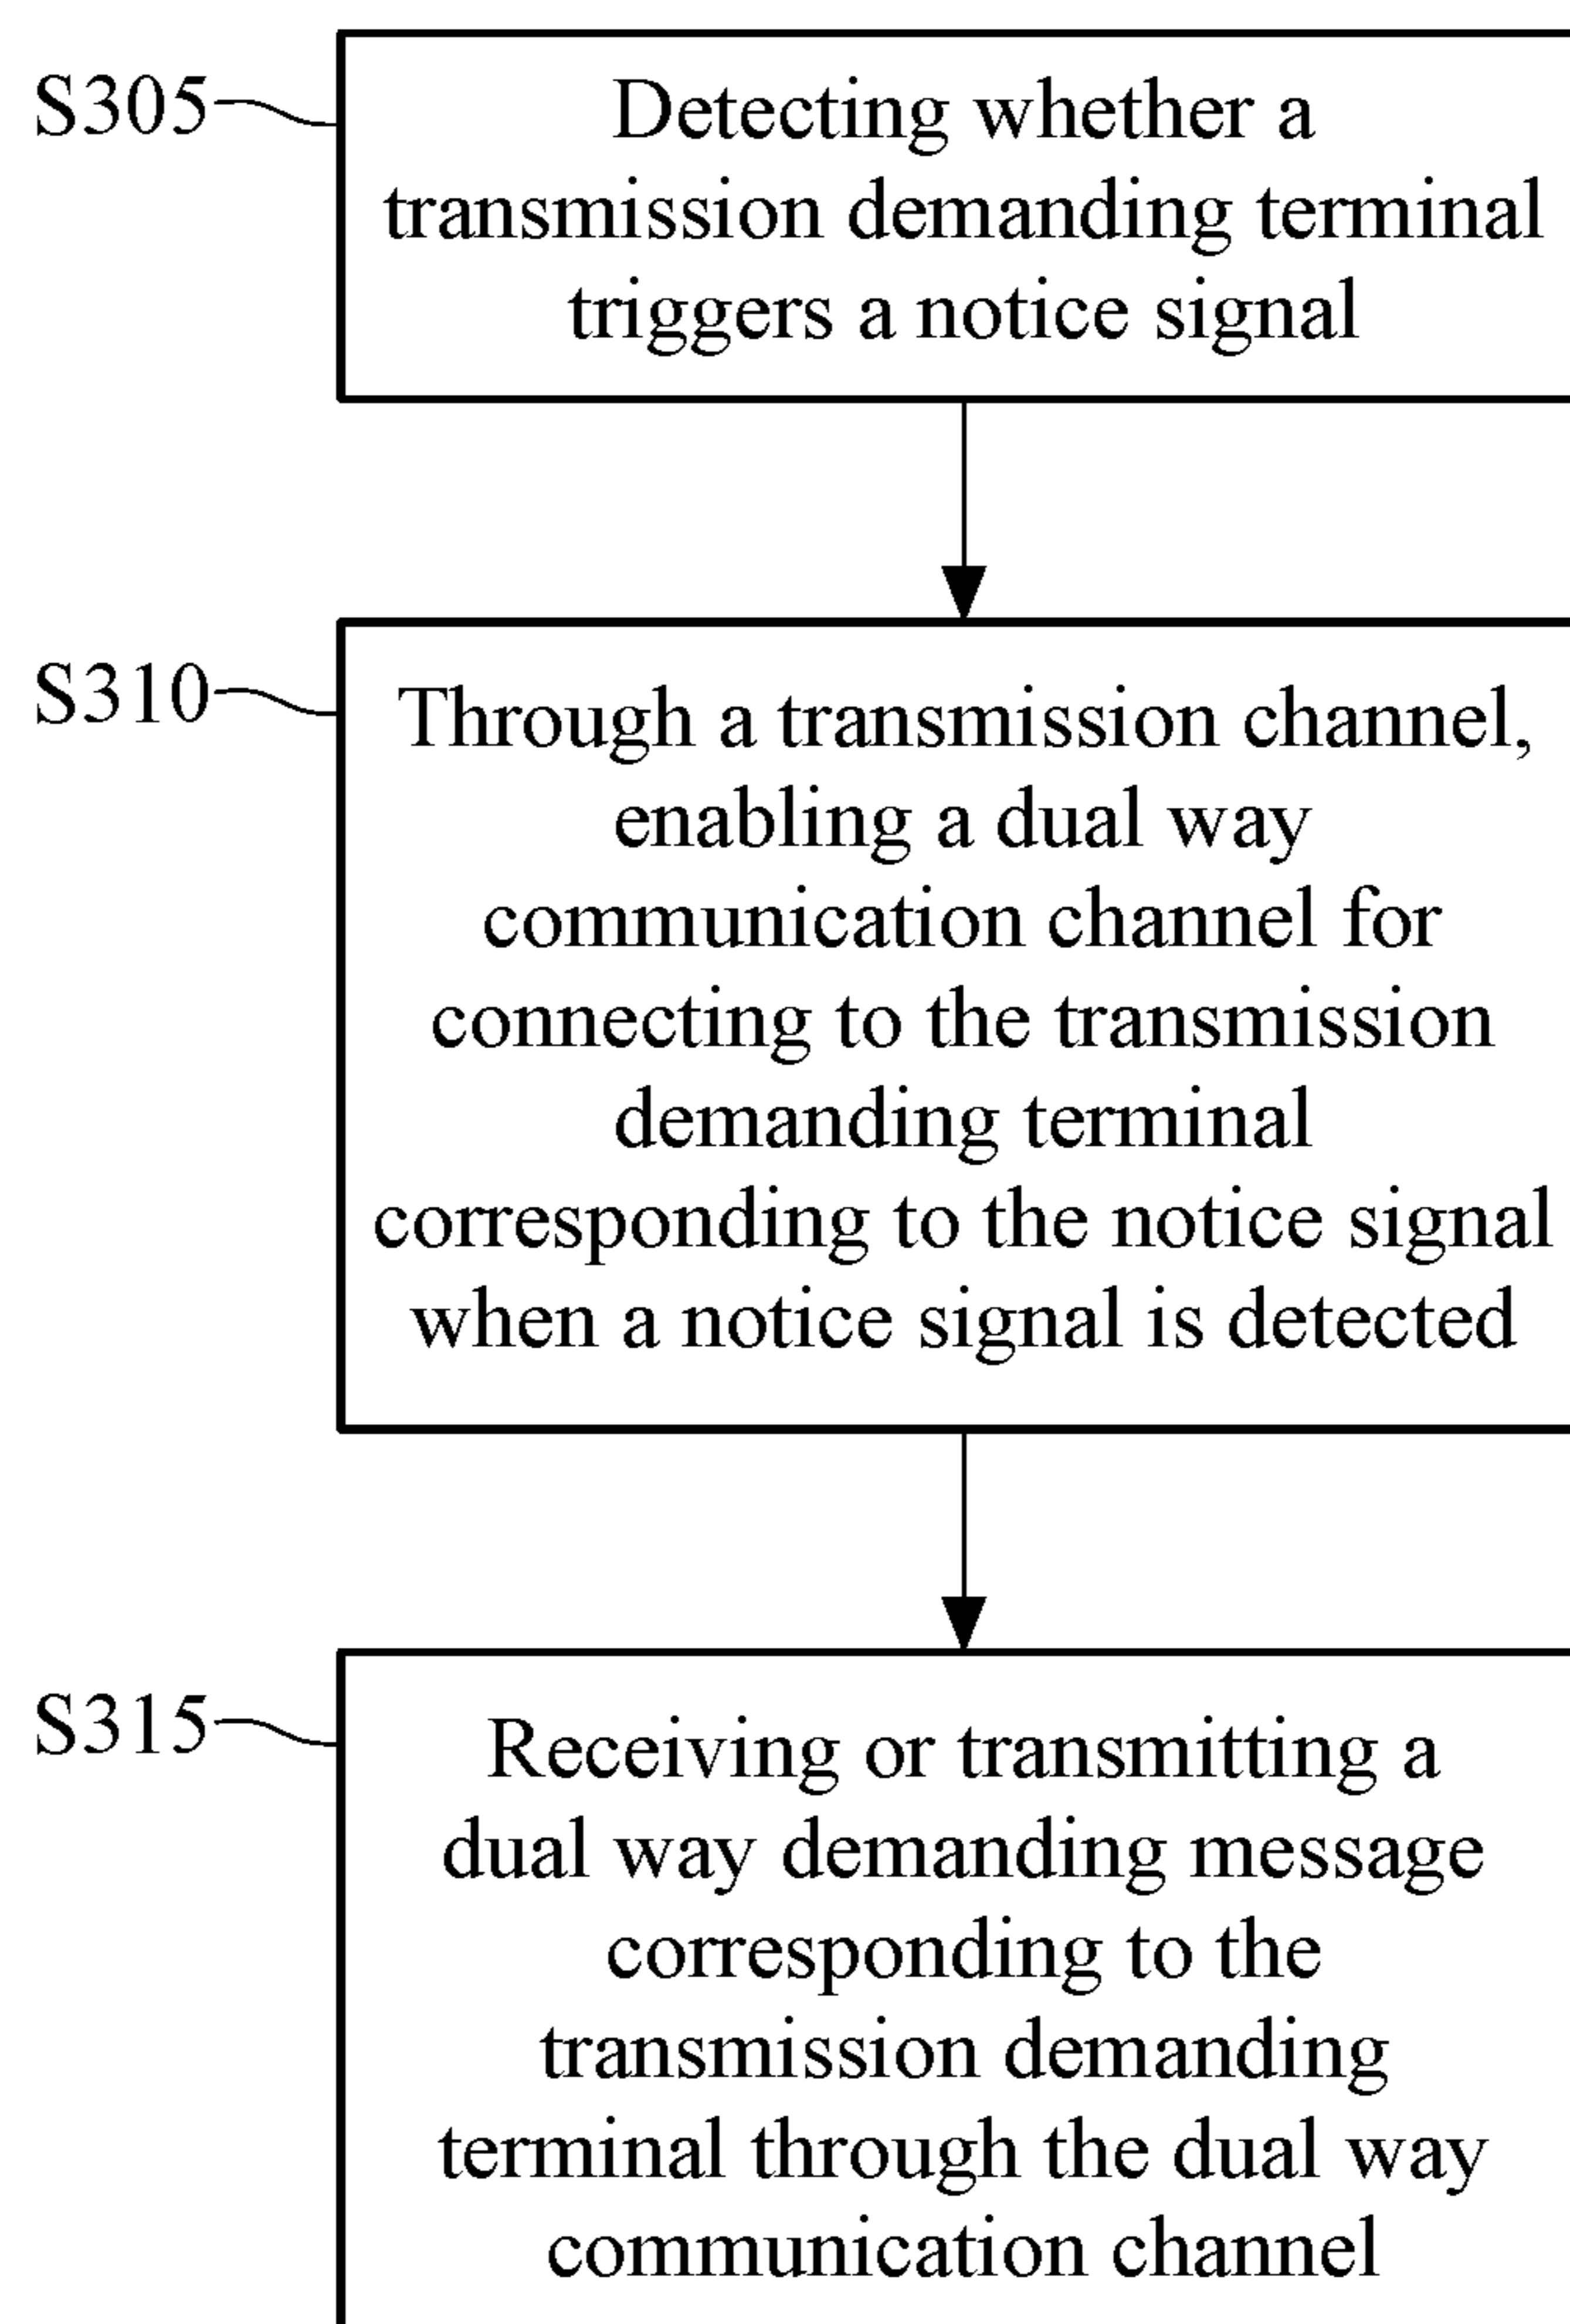 S305
Detecting whether a
transmission demanding terminal
triggers a notice signal
S310
Through a transmission channel,
enabling a dual way
communication channel for
connecting to the transmission
demanding terminal
corresponding to the notice signal
when a notice signal is detected
S315
Receiving or transmitting a
dual way demanding message
corresponding to the
transmission demanding
terminal through the dual way
communication channel